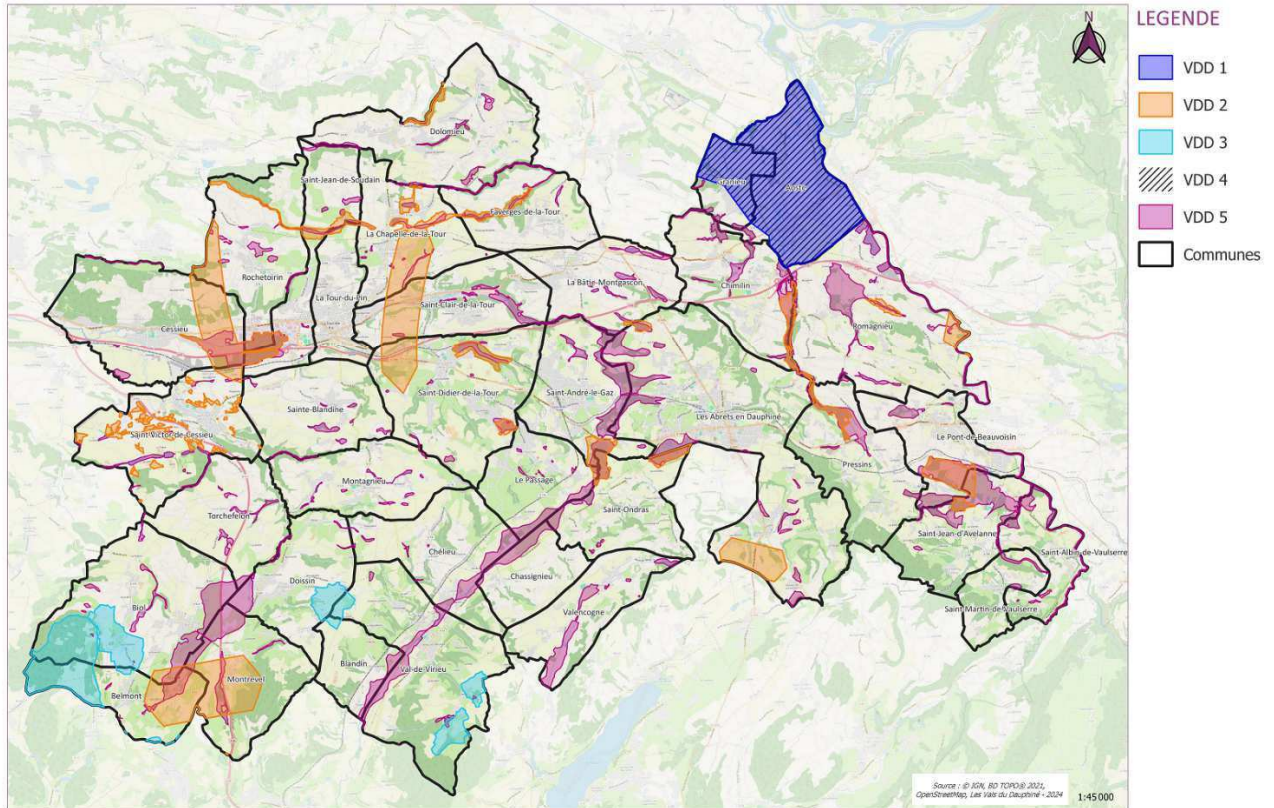 N
LEGENDE
VDD 1
VDD 2
VDD 3
VDD 4
VDD 5
Communes
Dolomieu
Saint-Jean-de-Soudain
Granieu
Aoste
Faverges-de-la-Tour
La Chapelle-de-la-Tour
Rochetoirin
La Bâtie-Montgascon
Chimilin
La Tour-du-Pin
Saint-Clair-de-la-Tour
Romagnieu
Cessieu
Saint-Didier-de-la-Tour
Saint-André-le-Gaz
Sainte-Blandine
Les Abrets en Dauphiné
Saint-Victor-de-Cessieu
Le Pont-de-Beauvoisin
Pressins
Montagnieu
Le Passage
Saint-Ondras
Torchefelon
Saint-Jean-d'Avelanne
Chélieu
Saint-Albin-de-Vaulserre
Doissin
Chassignieu
Biol
Valencogne
Saint-Martin-de-Vaulserre
Blandin
Val-de-Virieu
Montrevel
Belmont
Source : © IGN, BD TOPO® 2021,
OpenStreetMap, Les Vals du Dauphiné - 2024
1:45 000